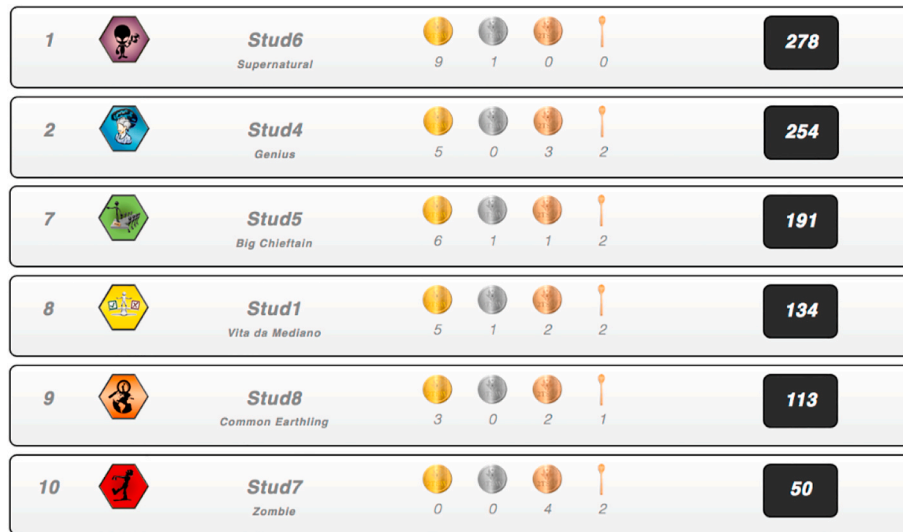 1 Stud6 278
Supernatural 9 1 0 0
2 Stud4 254
Genius 5 0 3 2
7 Stud5 191
Big Chieftain 6 1 1 2
8 Stud1 134
Vita da Mediano 5 1 2 2
9 Stud8 113
Common Earthling 3 0 2 1
10 Stud7 50
Zombie 0 0 4 2